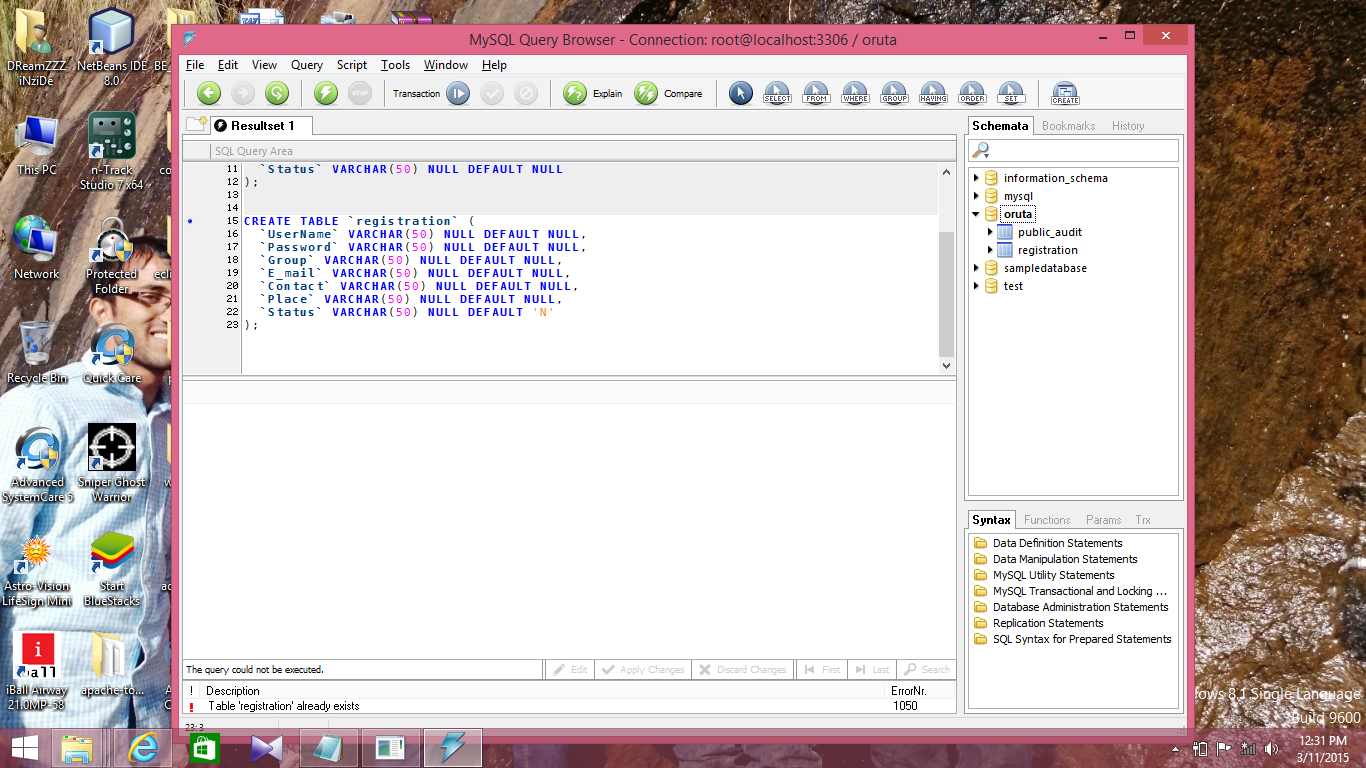 DReamZZZ
iNziDe
NetBeans IDE
8.0
BE_
This PC
n-Track
Studio 7 x64
co
Network
Protected
Folder
ecli
Recycle Bin
Quick Care
Advanced
SystemCare 5
Sniper Ghost
Warrior
Astro-Vision
LifeSign Mini
Start
BlueStacks
i
ball
iBall Airway
21.0MP-58
apache-to...
MySQL Query Browser - Connection: root@localhost:3306 / oruta
File Edit View Query Script Tools Window Help
STOP
Transaction
Explain
Compare
SELECT
FROM
WHERE
GROUP
HAVING
ORDER
SET
CREATE
Resultset 1
SQL Query Area
11 `Status` VARCHAR(50) NULL DEFAULT NULL
12 );
13
14
15 CREATE TABLE `registration` (
16 `UserName` VARCHAR(50) NULL DEFAULT NULL,
17 `Password` VARCHAR(50) NULL DEFAULT NULL,
18 `Group` VARCHAR(50) NULL DEFAULT NULL,
19 `E_mail` VARCHAR(50) NULL DEFAULT NULL,
20 `Contact` VARCHAR(50) NULL DEFAULT NULL,
21 `Place` VARCHAR(50) NULL DEFAULT NULL,
22 `Status` VARCHAR(50) NULL DEFAULT 'N'
23 );
Schemata Bookmarks History
information_schema
mysql
oruta
public_audit
registration
sampledatabase
test
Syntax Functions Params Trx
Data Definition Statements
Data Manipulation Statements
MySQL Utility Statements
MySQL Transactional and Locking ...
Database Administration Statements
Replication Statements
SQL Syntax for Prepared Statements
The query could not be executed.
Edit Apply Changes Discard Changes First Last Search
! Description ErrorNr.
! Table 'registration' already exists 1050
23: 3
ows 8.1 Single Language
Build 9600
12:31 PM
3/11/2015